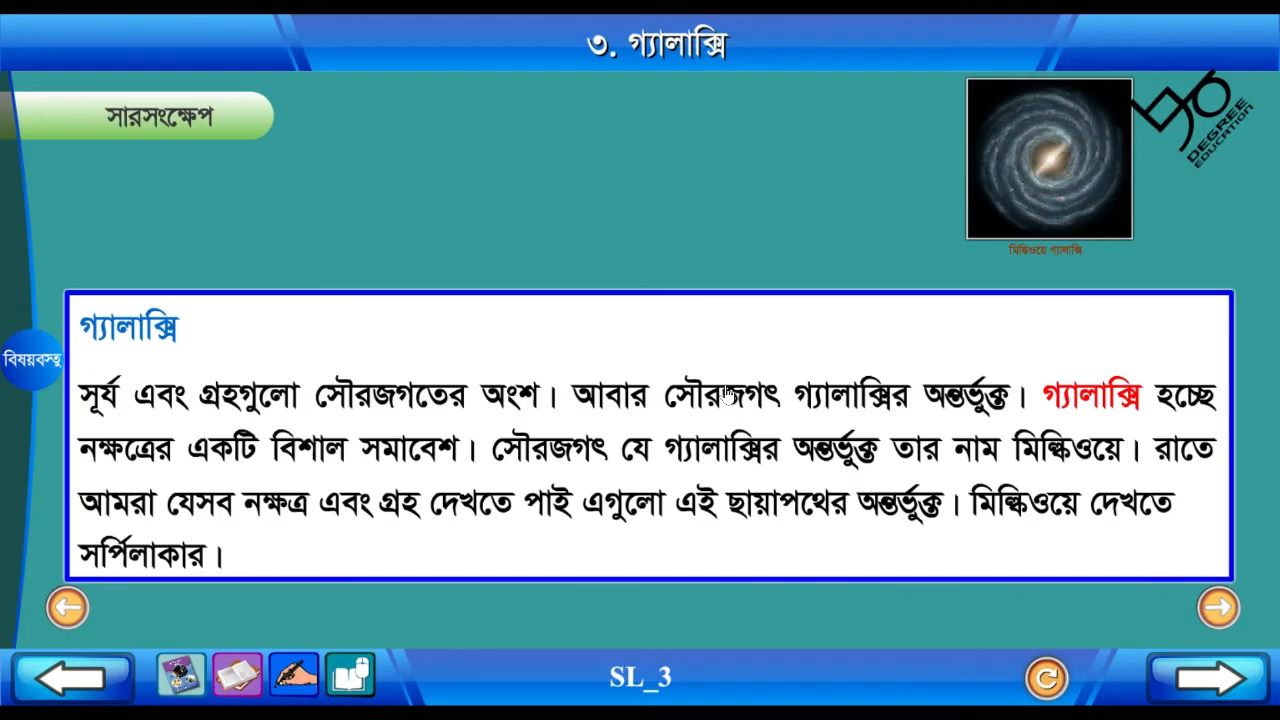 ৩. গ্যালাক্সি
সারসংক্ষেপ
DEGREE
EDUCATION
মিল্কিওয়ে গ্যালাক্সি
গ্যালাক্সি
বিষয়বস্তু
সূর্য এবং গ্রহগুলো সৌরজগতের অংশ। আবার সৌরজগৎ গ্যালাক্সির অন্তর্ভুক্ত। গ্যালাক্সি হচ্ছে
নক্ষত্রের একটি বিশাল সমাবেশ। সৌরজগৎ যে গ্যালাক্সির অন্তর্ভুক্ত তার নাম মিল্কিওয়ে। রাতে
আমরা যেসব নক্ষত্র এবং গ্রহ দেখতে পাই এগুলো এই ছায়াপথের অন্তর্ভুক্ত। মিল্কিওয়ে দেখতে
সর্পিলাকার।
SL_3